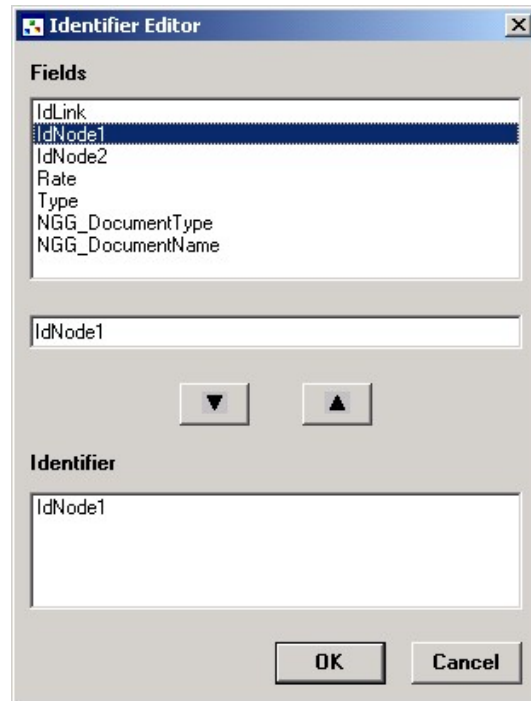 Identifier Editor
Fields
IdLink
IdNode1
IdNode2
Rate
Type
NGG_DocumentType
NGG_DocumentName
IdNode1
Identifier
IdNode1
OK Cancel